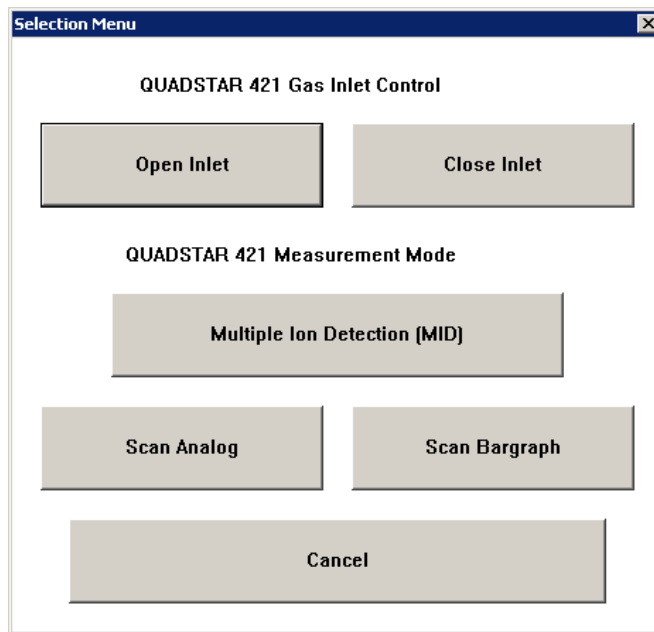 Selection Menu
QUADSTAR 421 Gas Inlet Control
Open Inlet
Close Inlet
QUADSTAR 421 Measurement Mode
Multiple Ion Detection (MID)
Scan Analog
Scan Bargraph
Cancel